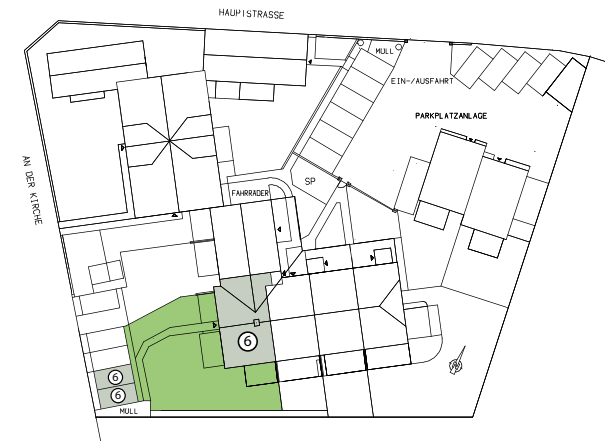 HAUPTSTRASSE
MÜLL
EIN-/AUSFAHRT
PARKPLATZANLAGE
AN DER KIRCHE
SP
FAHRRÄDER
6
6
6
MÜLL